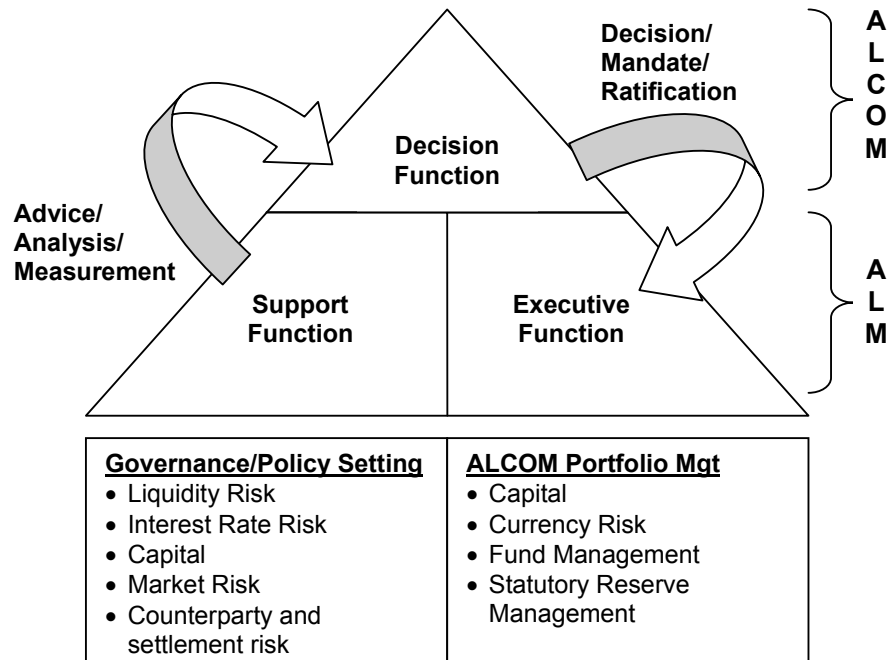 Decision/
Mandate/
Ratification
A
L
C
O
M
Decision
Function
Advice/
Analysis/
Measurement
Support
Function
Executive
Function
A
L
M
Governance/Policy Setting
• Liquidity Risk
• Interest Rate Risk
• Capital
• Market Risk
• Counterparty and
settlement risk
ALCOM Portfolio Mgt
• Capital
• Currency Risk
• Fund Management
• Statutory Reserve
Management